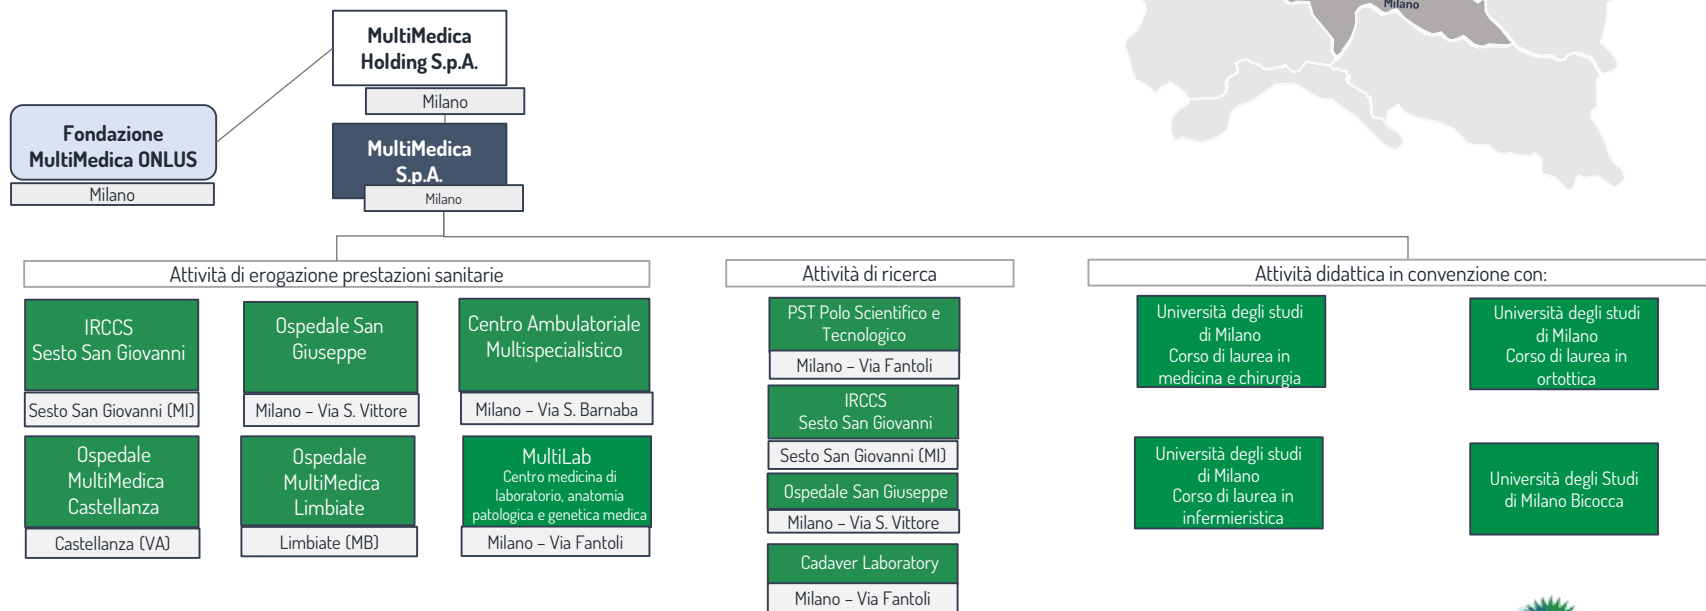 Milano
MultiMedica
Holding S.p.A.
Milano
Fondazione
MultiMedica ONLUS
Milano
MultiMedica
S.p.A.
Milano
Attività di erogazione prestazioni sanitarie
IRCCS
Sesto San Giovanni
Sesto San Giovanni (MI)
Ospedale San
Giuseppe
Milano – Via S. Vittore
Centro Ambulatoriale
Multispecialistico
Milano – Via S. Barnaba
Ospedale
MultiMedica
Castellanza
Castellanza (VA)
Ospedale
MultiMedica
Limbiate
Limbiate (MB)
MultiLab
Centro medicina di
laboratorio, anatomia
patologica e genetica medica
Milano – Via Fantoli
Attività di ricerca
PST Polo Scientifico e
Tecnologico
Milano – Via Fantoli
IRCCS
Sesto San Giovanni
Sesto San Giovanni (MI)
Ospedale San Giuseppe
Milano – Via S. Vittore
Cadaver Laboratory
Milano – Via Fantoli
Attività didattica in convenzione con:
Università degli studi
di Milano
Corso di laurea in
medicina e chirurgia
Università degli studi
di Milano
Corso di laurea in
ortottica
Università degli studi
di Milano
Corso di laurea in
infermieristica
Università degli Studi
di Milano Bicocca